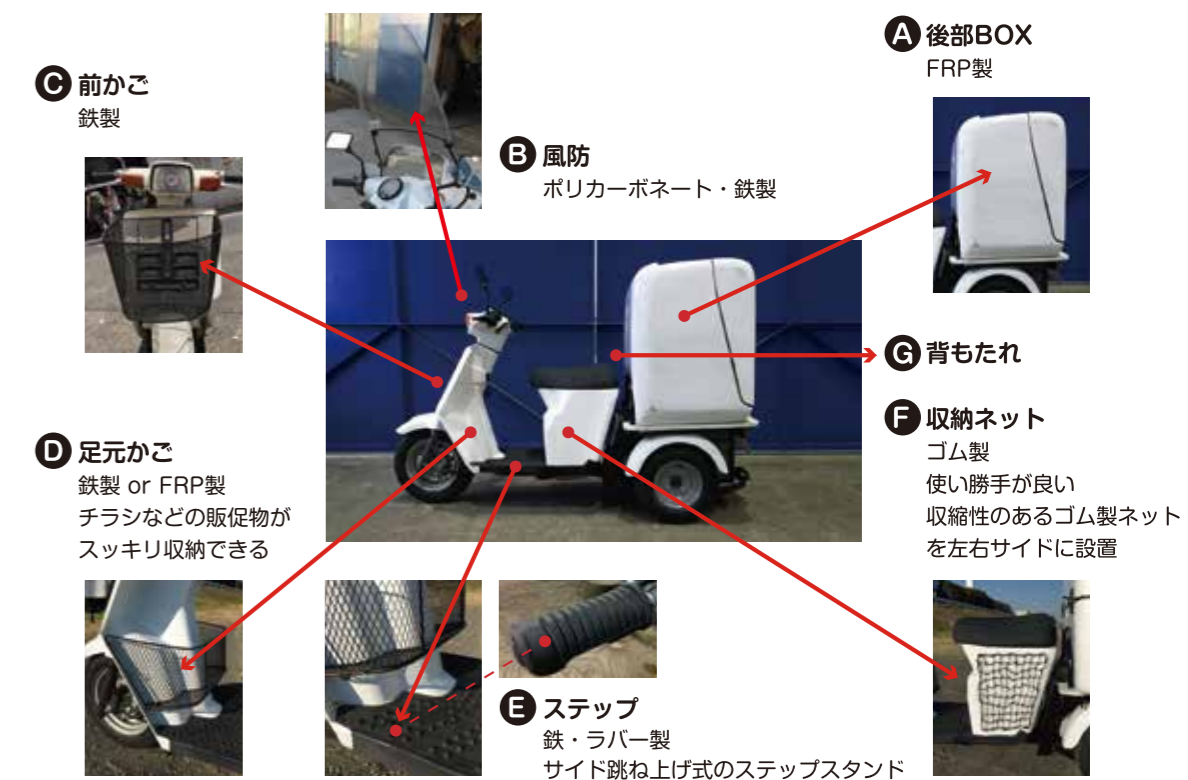 A 後部BOX
FRP製
C 前かご
鉄製
B 風防
ポリカーボネート・鉄製
G 背もたれ
F 収納ネット
ゴム製
使い勝手が良い
収縮性のあるゴム製ネット
を左右サイドに設置
D 足元かご
鉄製 or FRP製
チラシなどの販促物が
スッキリ収納できる
E ステップ
鉄・ラバー製
サイド跳ね上げ式のステップスタンド